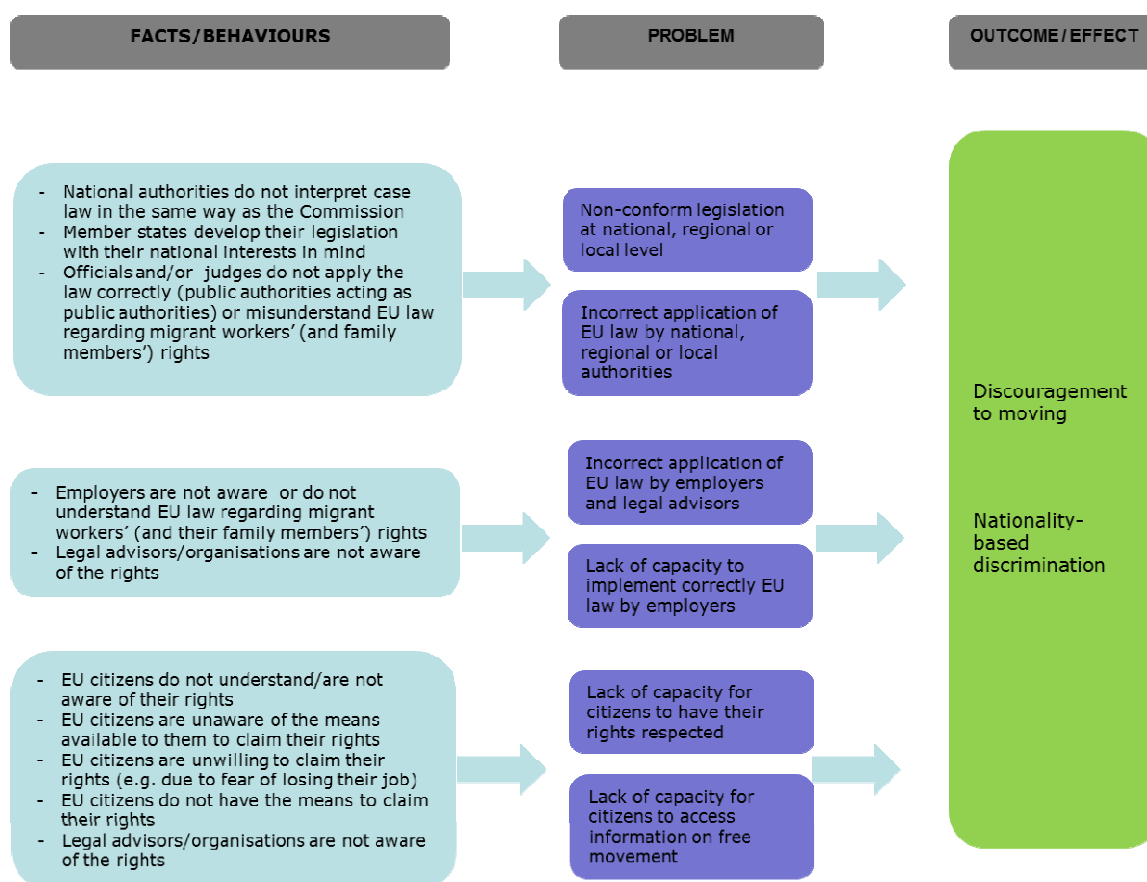 FACTS/BEHAVIOURS
PROBLEM
OUTCOME/EFFECT
- National authorities do not interpret case
law in the same way as the Commission
- Member states develop their legislation
with their national interests in mind
- Officials and/or judges do not apply the
law correctly (public authorities acting as
public authorities) or misunderstand EU law
regarding migrant workers' (and family
members') rights
Non-conform legislation
at national, regional or
local level
Incorrect application of
EU law by national,
regional or local
authorities
- Employers are not aware or do not
understand EU law regarding migrant
workers' (and their family members') rights
- Legal advisors/organisations are not aware
of the rights
Incorrect application of
EU law by employers
and legal advisors
Lack of capacity to
implement correctly EU
law by employers
- EU citizens do not understand/are not
aware of their rights
- EU citizens are unaware of the means
available to them to claim their rights
- EU citizens are unwilling to claim their
rights (e.g. due to fear of losing their job)
- EU citizens do not have the means to claim
their rights
- Legal advisors/organisations are not aware
of the rights
Lack of capacity for
citizens to have their
rights respected
Lack of capacity for
citizens to access
information on free
movement
Discouragement
to moving
Nationality-
based
discrimination